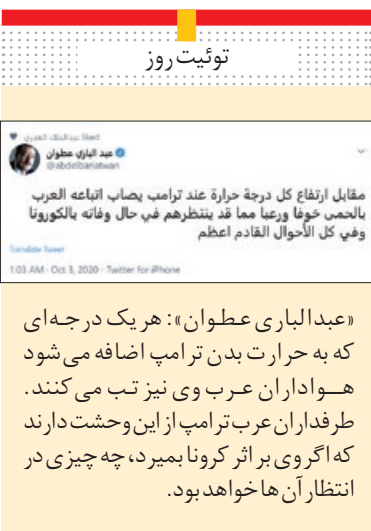 توئیت روز
عبد الباري عطوان
@abdelbariatwan
مقابل ارتفاع كل درجة حرارة عند ترامب يصاب اتباعه العرب
بالحمى خوفا ورعبا مما قد ينتظرهم في حال وفاته بالكورونا
وفي كل الأحوال القادم اعظم
Translate Tweet
1:03 AM · Oct 3, 2020 · Twitter for iPhone
«عبدالباری عطوان»: هر یک درجه‌ای
که به حرارت بدن ترامپ اضافه می‌شود
هواداران عرب وی نیز تب می‌کنند.
طرفداران عرب ترامپ از این وحشت دارند
که اگر وی بر اثر کرونا بمیرد، چه چیزی در
انتظار آن‌ها خواهد بود.